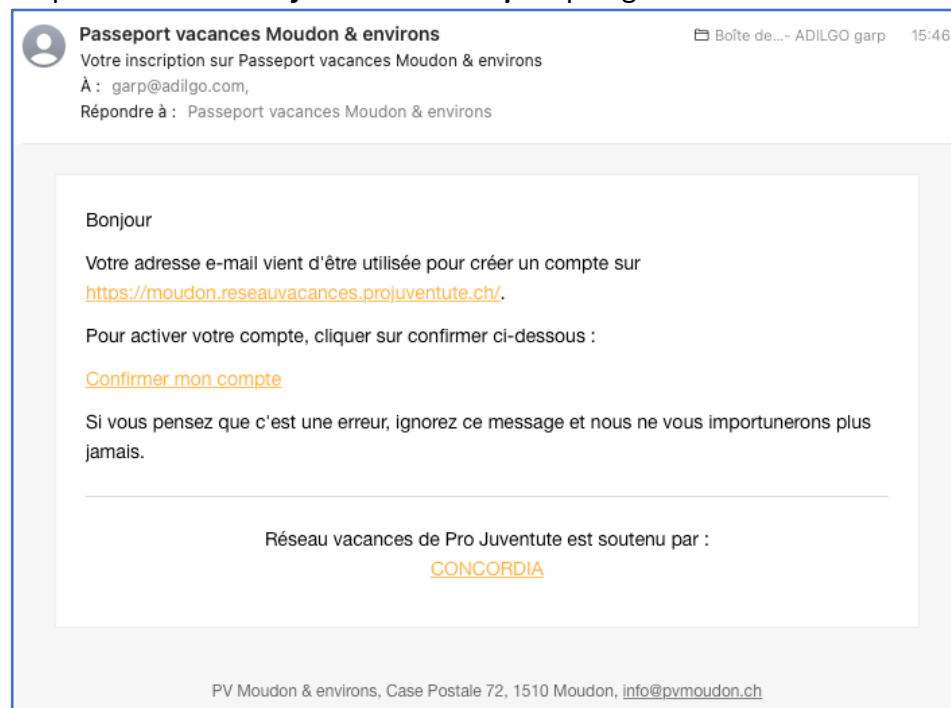 Passeport vacances Moudon & environs
Boîte de...- ADILGO garp 15:46
Votre inscription sur Passeport vacances Moudon & environs
À : garp@adilgo.com,
Répondre à : Passeport vacances Moudon & environs
Bonjour
Votre adresse e-mail vient d'être utilisée pour créer un compte sur
https://moudon.reseauvacances.projuventute.ch/.
Pour activer votre compte, cliquer sur confirmer ci-dessous :
Confirmer mon compte
Si vous pensez que c'est une erreur, ignorez ce message et nous ne vous importunerons plus
jamais.
Réseau vacances de Pro Juventute est soutenu par :
CONCORDIA
PV Moudon & environs, Case Postale 72, 1510 Moudon, info@pvmoudon.ch